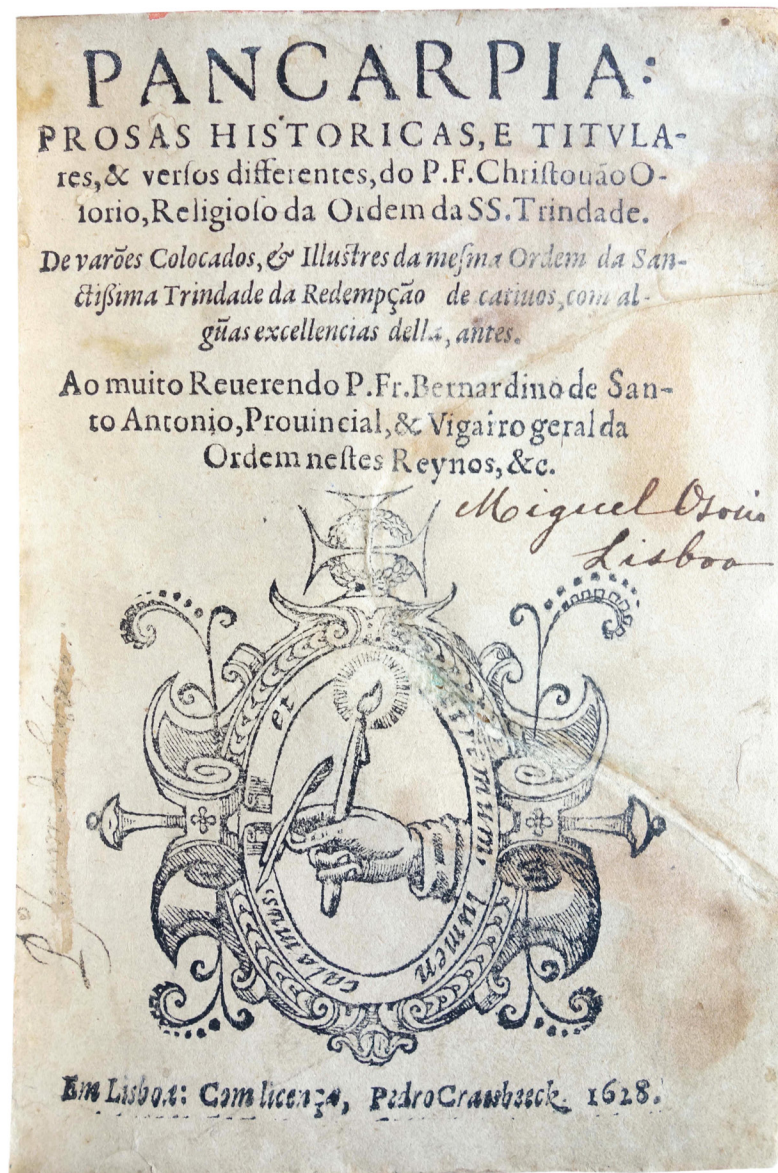 PANCARPIA:
PROSAS HISTORICAS, E TITVLA-
res, & verſos differentes, do P. F. Chriſtouão O-
ſorio, Religioſo da Ordem da SS. Trindade.
De varões Colocados, & Illuſtres da meſma Ordem da San-
ctißima Trindade da Redempção de catiuos, com al-
gũas excellencias della, antes.
Ao muito Reuerendo P. Fr. Bernardino de San-
to Antonio, Prouincial, & Vigairo geral da
Ordem neſtes Reynos, &c.
Miguel Osorio
Lisboa
et
ſupremum, lumen
calamus.
Em Lisboa: Com licença, Pedro Craesbeeck. 1628.